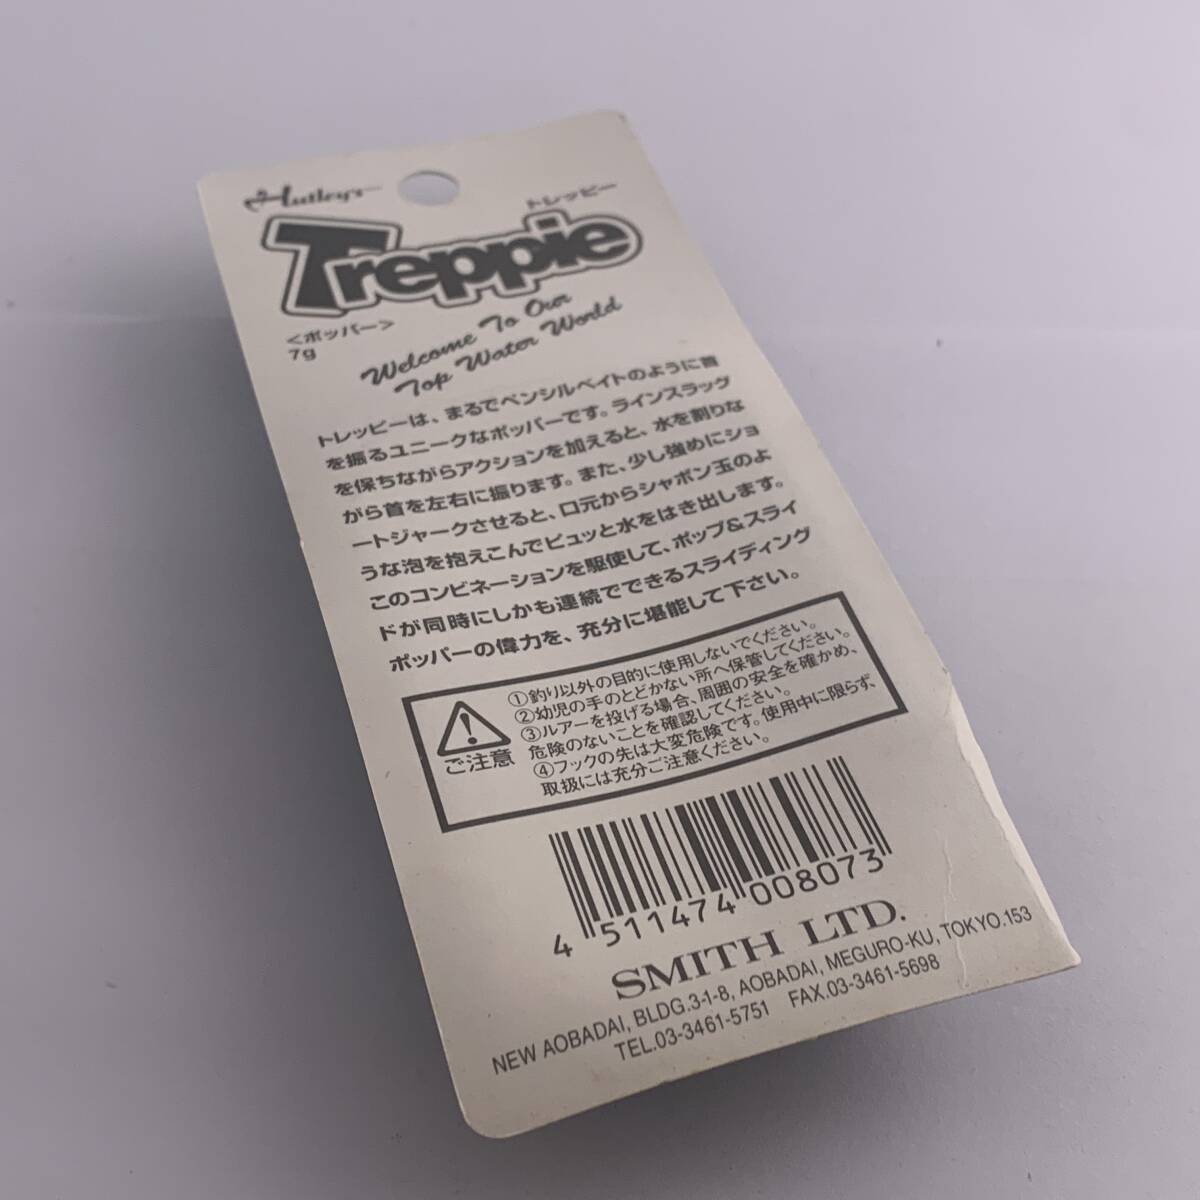 Hutley's
トレッピー
Treppie
<ポッパー>
7g
Welcome To Our
Top Water World
トレッピーは、まるでペンシルベイトのように首
を振るユニークなポッパーです。ラインスラッグ
を保ちながらアクションを加えると、水を割りな
がら首を左右に振ります。また、少し強めにショ
ートジャークさせると、口元からシャボン玉のよ
うな泡を抱えこんでピュッと水をはき出します。
このコンビネーションを駆使して、ポップ&スライ
ドが同時にしかも連続でできるスライディング
ポッパーの偉力を、充分に堪能して下さい。
ご注意
①釣り以外の目的に使用しないでください。
②幼児の手のとどかない所へ保管してください。
③ルアーを投げる場合、周囲の安全を確かめ、
危険のないことを確認してください。
④フックの先は大変危険です。使用中に限らず、
取扱には充分ご注意ください。
4 511474 008073
SMITH LTD.
NEW AOBADAI, BLDG.3-1-8, AOBADAI, MEGURO-KU, TOKYO.153
TEL.03-3461-5751 FAX.03-3461-5698